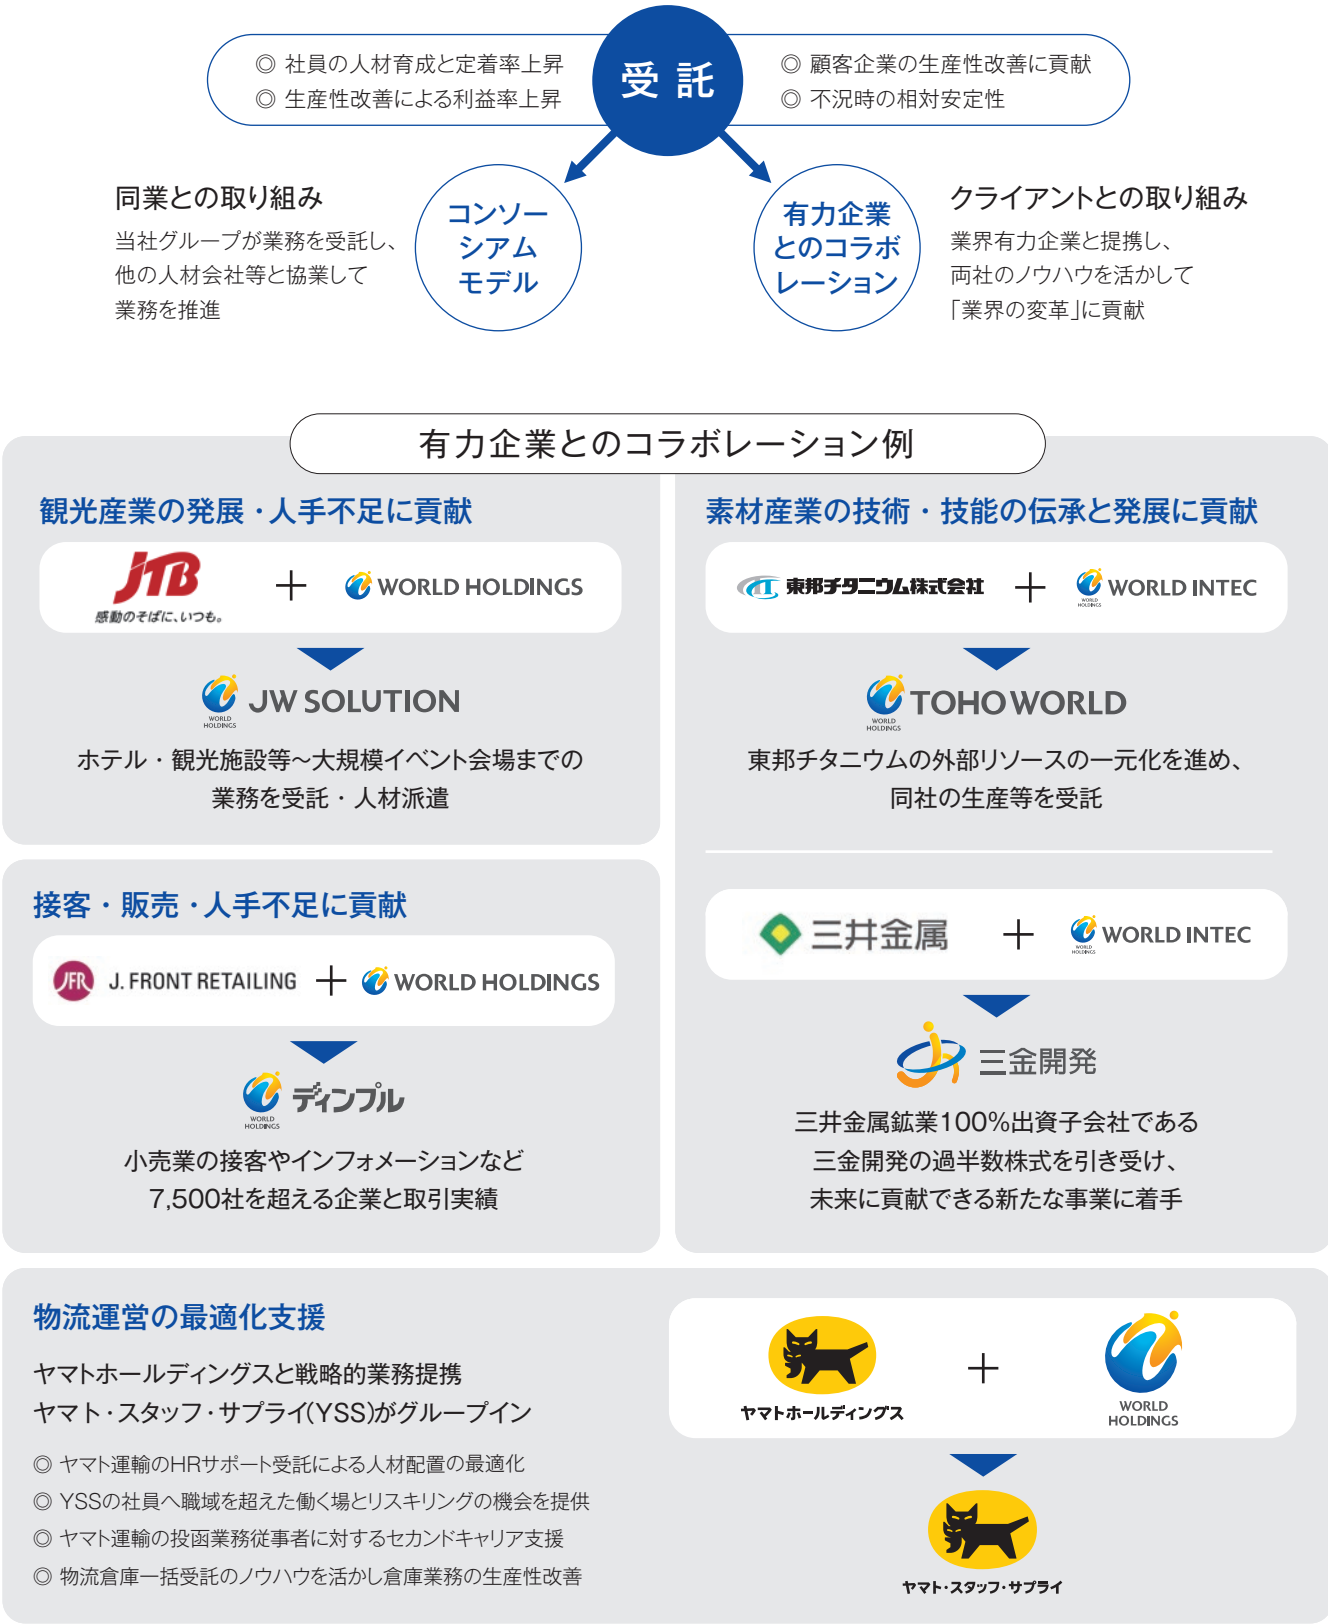 ◎ 社員の人材育成と定着率上昇
◎ 生産性改善による利益率上昇
受託
◎ 顧客企業の生産性改善に貢献
◎ 不況時の相対安定性
同業との取り組み
当社グループが業務を受託し、
他の人材会社等と協業して
業務を推進
コンソー
シアム
モデル
有力企業
とのコラボ
レーション
クライアントとの取り組み
業界有力企業と提携し、
両社のノウハウを活かして
「業界の変革」に貢献
有力企業とのコラボレーション例
観光産業の発展・人手不足に貢献
JTB
感動のそばに、いつも。
+
WORLD HOLDINGS
WORLD
HOLDINGS
JW SOLUTION
ホテル・観光施設等〜大規模イベント会場までの
業務を受託・人材派遣
接客・販売・人手不足に貢献
JFR J. FRONT RETAILING
+
WORLD HOLDINGS
WORLD
HOLDINGS
ディンプル
小売業の接客やインフォメーションなど
7,500社を超える企業と取引実績
素材産業の技術・技能の伝承と発展に貢献
東邦チタニウム株式会社
+
WORLD
HOLDINGS
WORLD INTEC
WORLD
HOLDINGS
TOHO WORLD
東邦チタニウムの外部リソースの一元化を進め、
同社の生産等を受託
三井金属
+
WORLD
HOLDINGS
WORLD INTEC
三金開発
三井金属鉱業100%出資子会社である
三金開発の過半数株式を引き受け、
未来に貢献できる新たな事業に着手
物流運営の最適化支援
ヤマトホールディングスと戦略的業務提携
ヤマト・スタッフ・サプライ(YSS)がグループイン
◎ ヤマト運輸のHRサポート受託による人材配置の最適化
◎ YSSの社員へ職域を超えた働く場とリスキリングの機会を提供
◎ ヤマト運輸の投函業務従事者に対するセカンドキャリア支援
◎ 物流倉庫一括受託のノウハウを活かし倉庫業務の生産性改善
ヤマトホールディングス
+
WORLD
HOLDINGS
ヤマト・スタッフ・サプライ